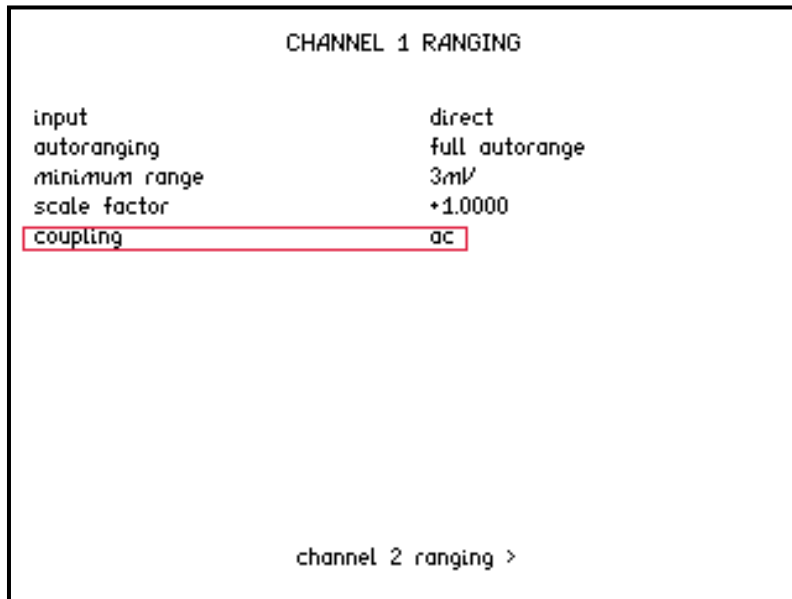 CHANNEL 1 RANGING
input direct
autoranging full autorange
minimum range 3mV
scale factor +1.0000
coupling ac
channel 2 ranging >